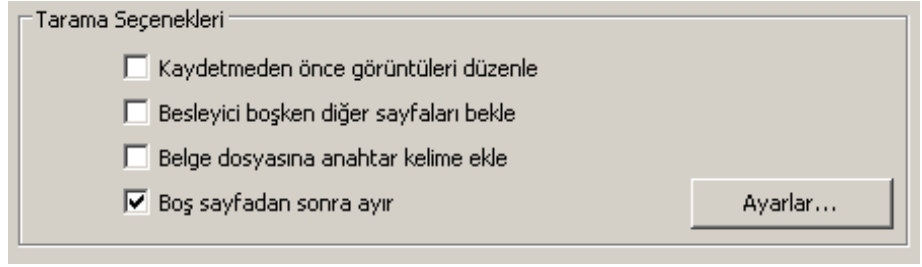 Tarama Seçenekleri
Kaydetmeden önce görüntüleri düzenle
Besleyici boşken diğer sayfaları bekle
Belge dosyasına anahtar kelime ekle
Boş sayfadan sonra ayır
Ayarlar...